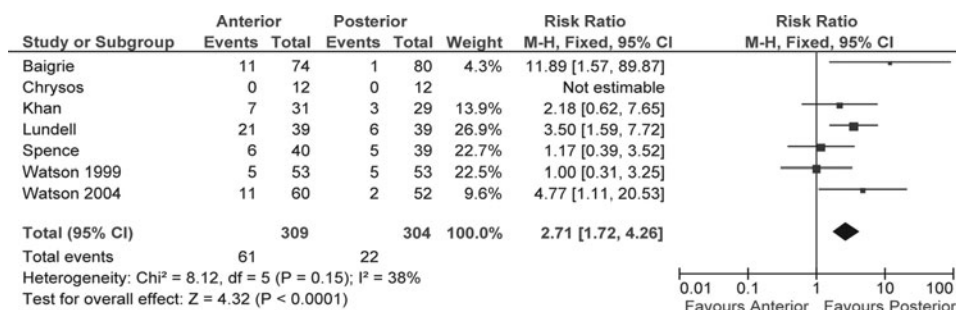 Anterior Posterior Risk Ratio Risk Ratio
Study or Subgroup Events Total Events Total Weight M-H, Fixed, 95% CI M-H, Fixed, 95% CI
Baigrie 11 74 1 80 4.3% 11.89 [1.57, 89.87]
Chrysos 0 12 0 12 Not estimable
Khan 7 31 3 29 13.9% 2.18 [0.62, 7.65]
Lundell 21 39 6 39 26.9% 3.50 [1.59, 7.72]
Spence 6 40 5 39 22.7% 1.17 [0.39, 3.52]
Watson 1999 5 53 5 53 22.5% 1.00 [0.31, 3.25]
Watson 2004 11 60 2 52 9.6% 4.77 [1.11, 20.53]
Total (95% CI) 309 304 100.0% 2.71 [1.72, 4.26]
Total events 61 22
Heterogeneity: Chi² = 8.12, df = 5 (P = 0.15); I² = 38%
Test for overall effect: Z = 4.32 (P < 0.0001)
0.01 0.1 1 10 100
Favours Anterior Favours Posterior